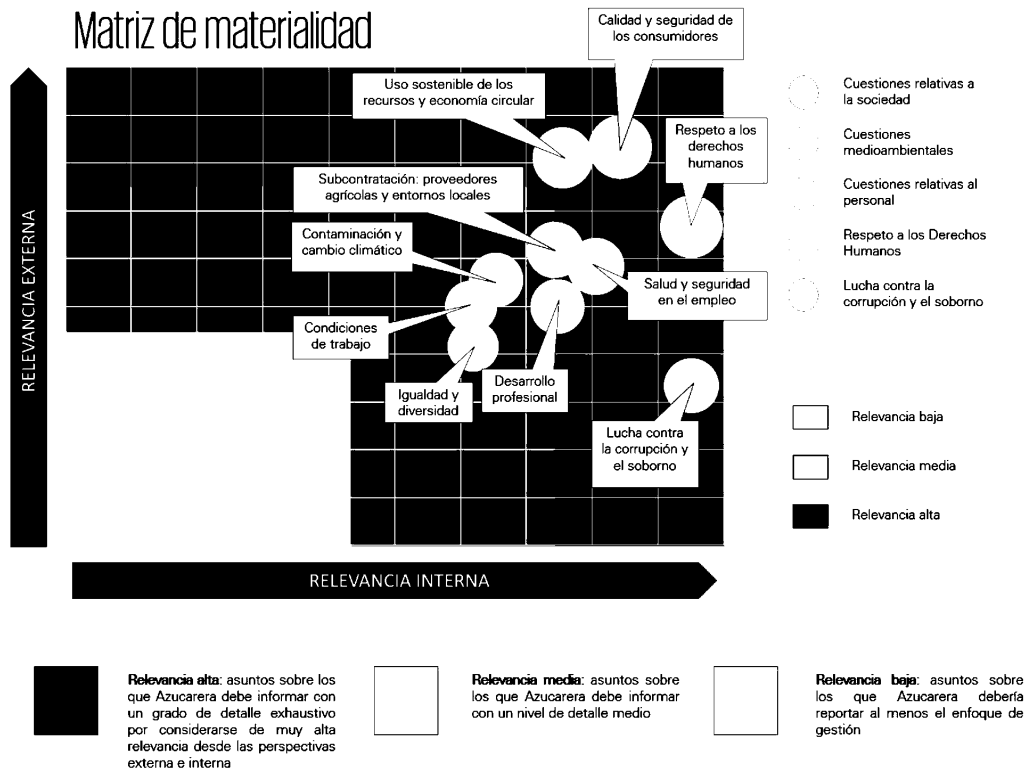 Matriz de materialidad
Calidad y seguridad de
los consumidores
Uso sostenible de los
recursos y economía circular
Respeto a los
derechos
humanos
Subcontratación: proveedores
agrícolas y entornos locales
Contaminación y
cambio climático
Salud y seguridad
en el empleo
Condiciones
de trabajo
Igualdad y
diversidad
Desarrollo
profesional
Lucha contra
la corrupción y
el soborno
RELEVANCIA EXTERNA
RELEVANCIA INTERNA
Cuestiones relativas a
la sociedad
Cuestiones
medioambientales
Cuestiones relativas al
personal
Respeto a los Derechos
Humanos
Lucha contra la
corrupción y el soborno
Relevancia baja
Relevancia media
Relevancia alta
Relevancia alta: asuntos sobre los
que Azucarera debe informar con
un grado de detalle exhaustivo
por considerarse de muy alta
relevancia desde las perspectivas
externa e interna
Relevancia media: asuntos sobre
los que Azucarera debe informar
con un nivel de detalle medio
Relevancia baja: asuntos sobre
los que Azucarera debería
reportar al menos el enfoque de
gestión